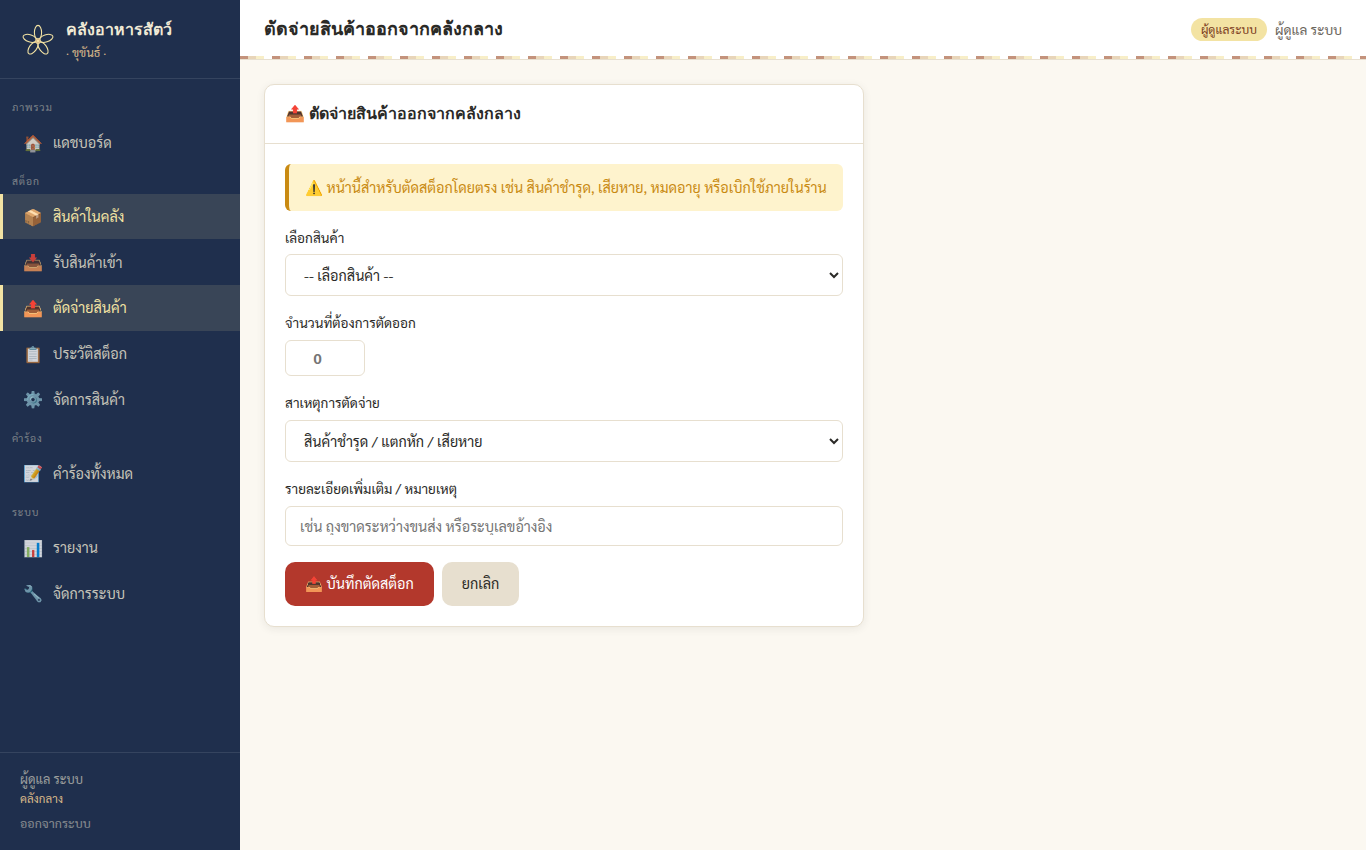 คลังอาหารสัตว์
· ขุขันธ์ ·
ภาพรวม
🏠 แดชบอร์ด
สต็อก
📦 สินค้าในคลัง
📥 รับสินค้าเข้า
📤 ตัดจ่ายสินค้า
📋 ประวัติสต็อก
⚙️ จัดการสินค้า
คำร้อง
📝 คำร้องทั้งหมด
ระบบ
📊 รายงาน
🔧 จัดการระบบ
ผู้ดูแล ระบบ
คลังกลาง
ออกจากระบบ
ตัดจ่ายสินค้าออกจากคลังกลาง
ผู้ดูแลระบบ ผู้ดูแล ระบบ
📤 ตัดจ่ายสินค้าออกจากคลังกลาง
⚠️ หน้านี้สำหรับตัดสต็อกโดยตรง เช่น สินค้าชำรุด, เสียหาย, หมดอายุ หรือเบิกใช้ภายในร้าน
เลือกสินค้า
-- เลือกสินค้า --
จำนวนที่ต้องการตัดออก
0
สาเหตุการตัดจ่าย
สินค้าชำรุด / แตกหัก / เสียหาย
รายละเอียดเพิ่มเติม / หมายเหตุ
เช่น ถุงขาดระหว่างขนส่ง หรือระบุเลขอ้างอิง
📤 บันทึกตัดสต็อก
ยกเลิก